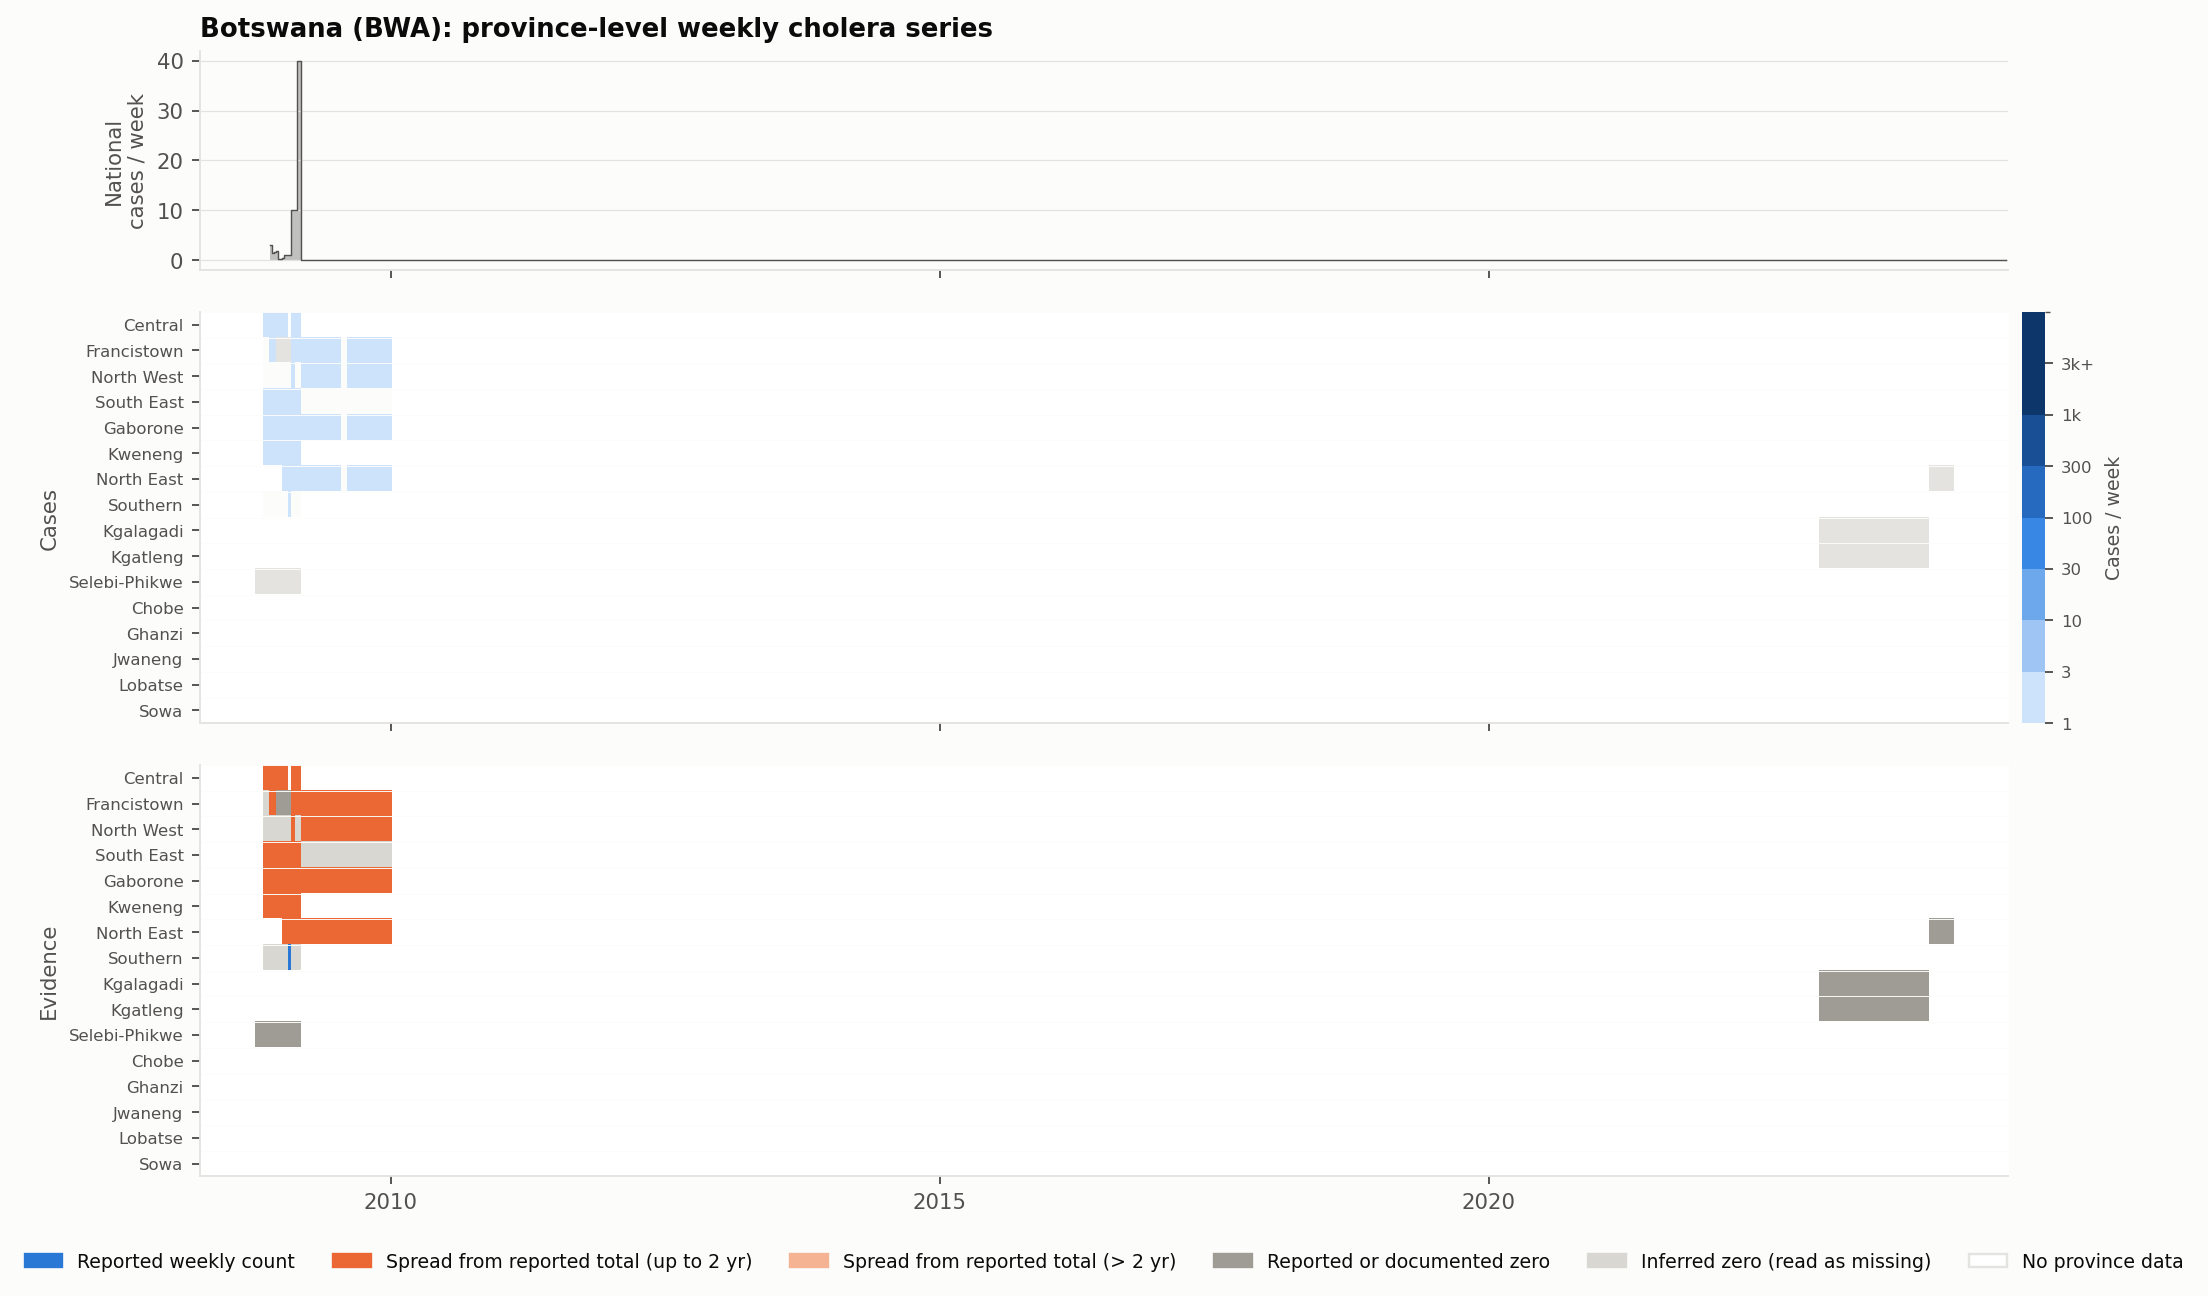 Botswana (BWA): province-level weekly cholera series
National
cases / week
40
30
20
10
0
Cases
Central
Francistown
North West
South East
Gaborone
Kweneng
North East
Southern
Kgalagadi
Kgatleng
Selebi-Phikwe
Chobe
Ghanzi
Jwaneng
Lobatse
Sowa
3k+
1k
300
100
30
10
3
1
Cases / week
Evidence
Central
Francistown
North West
South East
Gaborone
Kweneng
North East
Southern
Kgalagadi
Kgatleng
Selebi-Phikwe
Chobe
Ghanzi
Jwaneng
Lobatse
Sowa
2010
2015
2020
Reported weekly count
Spread from reported total (up to 2 yr)
Spread from reported total (> 2 yr)
Reported or documented zero
Inferred zero (read as missing)
No province data